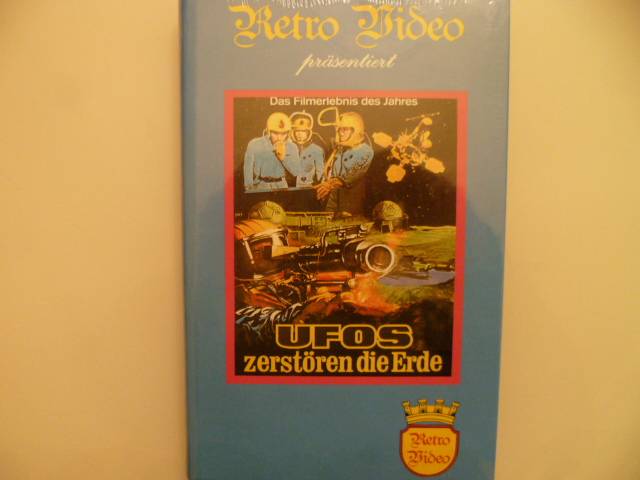 Retro Video
präsentiert
Das Filmerlebnis des Jahres
UFOS
zerstören die Erde
Retro
Video